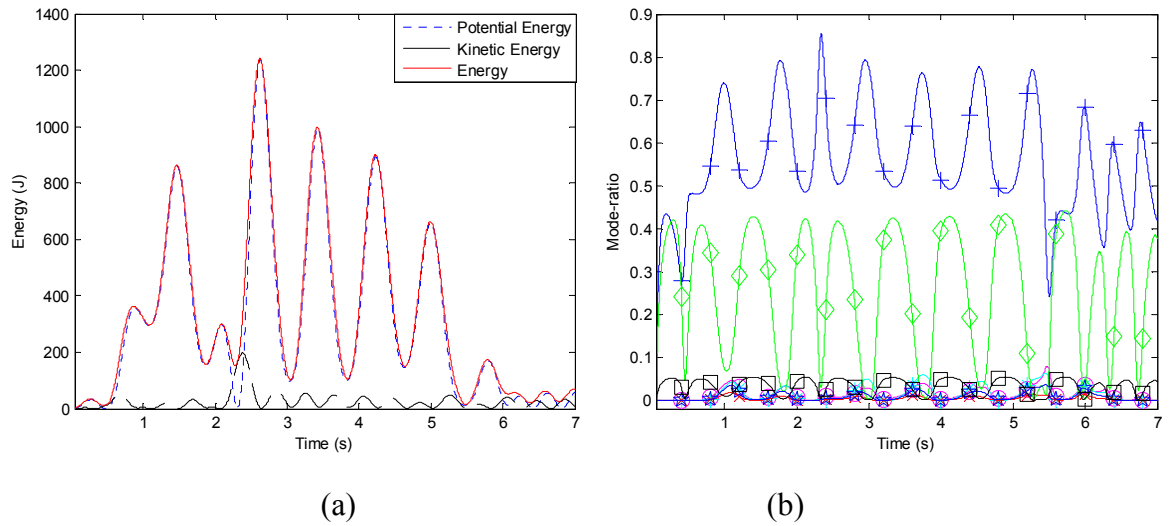 1400
1200
1000
800
600
400
200
0
Energy (J)
1 2 3 4 5 6 7
Time (s)
Potential Energy
Kinetic Energy
Energy
(a)
0.9
0.8
0.7
0.6
0.5
0.4
0.3
0.2
0.1
0
Mode-ratio
1 2 3 4 5 6 7
Time (s)
(b)